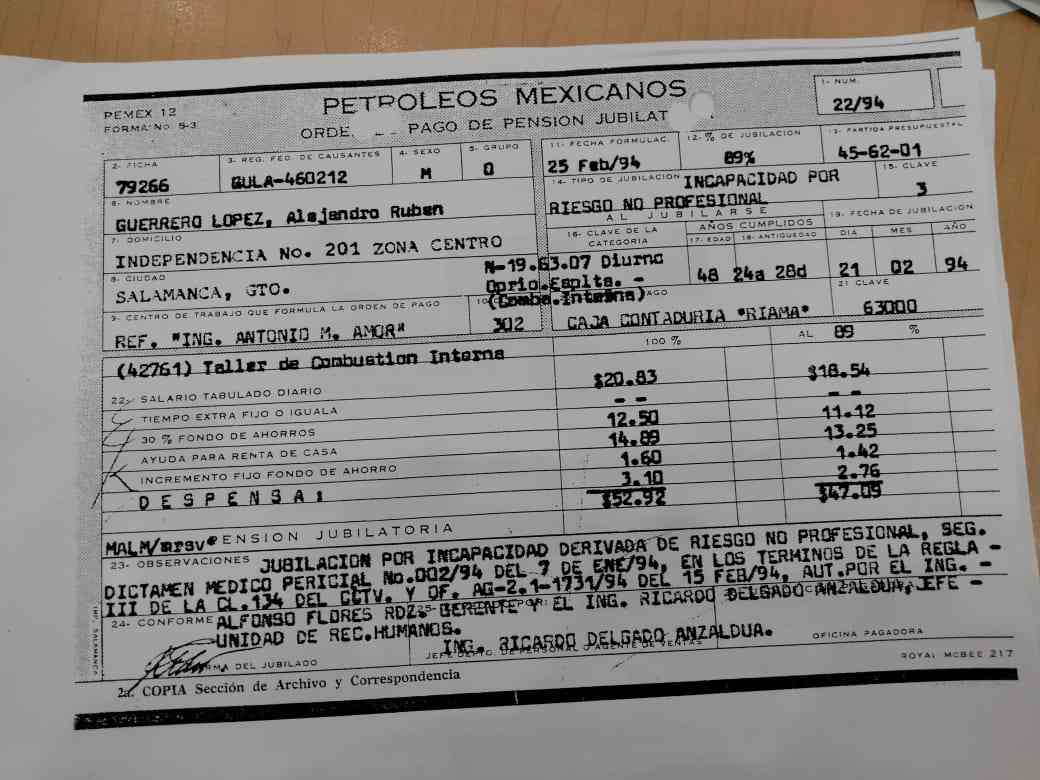 PEMEX 12
FORMA No. S-3
PETROLEOS MEXICANOS
ORDE. PAGO DE PENSION JUBILAT
1- NUM.
22/94
2- FICHA
79266
3- REG. FED. DE CAUSANTES
GULA-460212
4- SEXO
M
5- GRUPO
0
11- FECHA FORMULAC.
25 Feb/94
12- % DE JUBILACION
89%
13- PARTIDA PRESUPUESTAL
45-62-01
6- NOMBRE
GUERRERO LOPEZ, Alejandro Ruben
14- TIPO DE JUBILACION INCAPACIDAD POR
RIESGO NO PROFESIONAL
15- CLAVE
3
7- DOMICILIO
INDEPENDENCIA No. 201 ZONA CENTRO
AL JUBILARSE
16- CLAVE DE LA CATEGORIA
N-19.63.07 Diurno
Oprio.Esplta. -
(Comba.Interna)
AÑOS CUMPLIDOS
17- EDAD
48
18- ANTIGUEDAD
24a 28d
19- FECHA DE JUBILACION
DIA MES AÑO
21 02 94
8- CIUDAD
SALAMANCA, GTO.
9- CENTRO DE TRABAJO QUE FORMULA LA ORDEN DE PAGO
REF. "ING. ANTONIO M. AMOR"
302
AGO
CAJA CONTADURIA "RIAMA"
21 CLAVE
63000
(42761) Taller de Combustion Interna
100 %
AL 89 %
22- SALARIO TABULADO DIARIO $20.83 $18.54
TIEMPO EXTRA FIJO O IGUALA - - - -
30 % FONDO DE AHORROS 12.50 11.12
AYUDA PARA RENTA DE CASA 14.89 13.25
INCREMENTO FIJO FONDO DE AHORRO 1.60 1.42
DESPENSA: 3.10 2.76
$52.92 $47.09
MALM/mrsv* PENSION JUBILATORIA
23- OBSERVACIONES JUBILACION POR INCAPACIDAD DERIVADA DE RIESGO NO PROFESIONAL, SEG.
DICTAMEN MEDICO PERICIAL No.002/94 DEL 7 DE ENE/94, EN LOS TERMINOS DE LA REGLA -
III DE LA CL.134 DEL CCTV. Y OF. AG-2.1-1731/94 DEL 15 FEB/94, AUT.POR EL ING. -
24- CONFORME ALFONSO FLORES RDZ. GERENTE Y EL ING. RICARDO DELGADO ANZALDUA,JEFE -
UNIDAD DE REC.HUMANOS.
ING. RICARDO DELGADO ANZALDUA.
FIRMA DEL JUBILADO
JEFE DEPTO. DE PERSONAL O AGENTE DE VENTAS
OFICINA PAGADORA
2a. COPIA Sección de Archivo y Correspondencia
ROYAL MCBEE 217
IMP. SALAMANCA